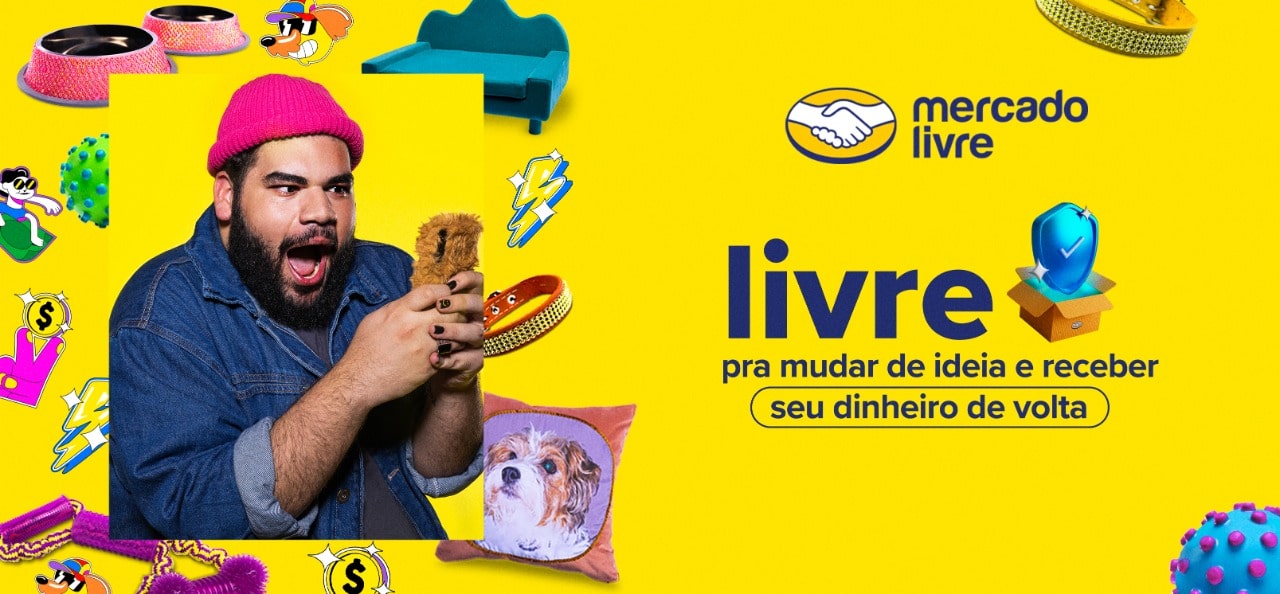 mercado
livre
livre
pra mudar de ideia e receber
seu dinheiro de volta
$
$